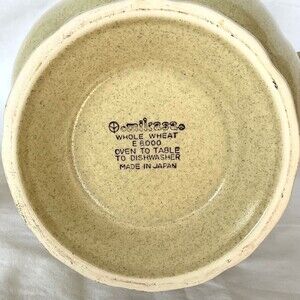 mikasa
WHOLE WHEAT
E 8000
OVEN TO TABLE
TO DISHWASHER
MADE IN JAPAN